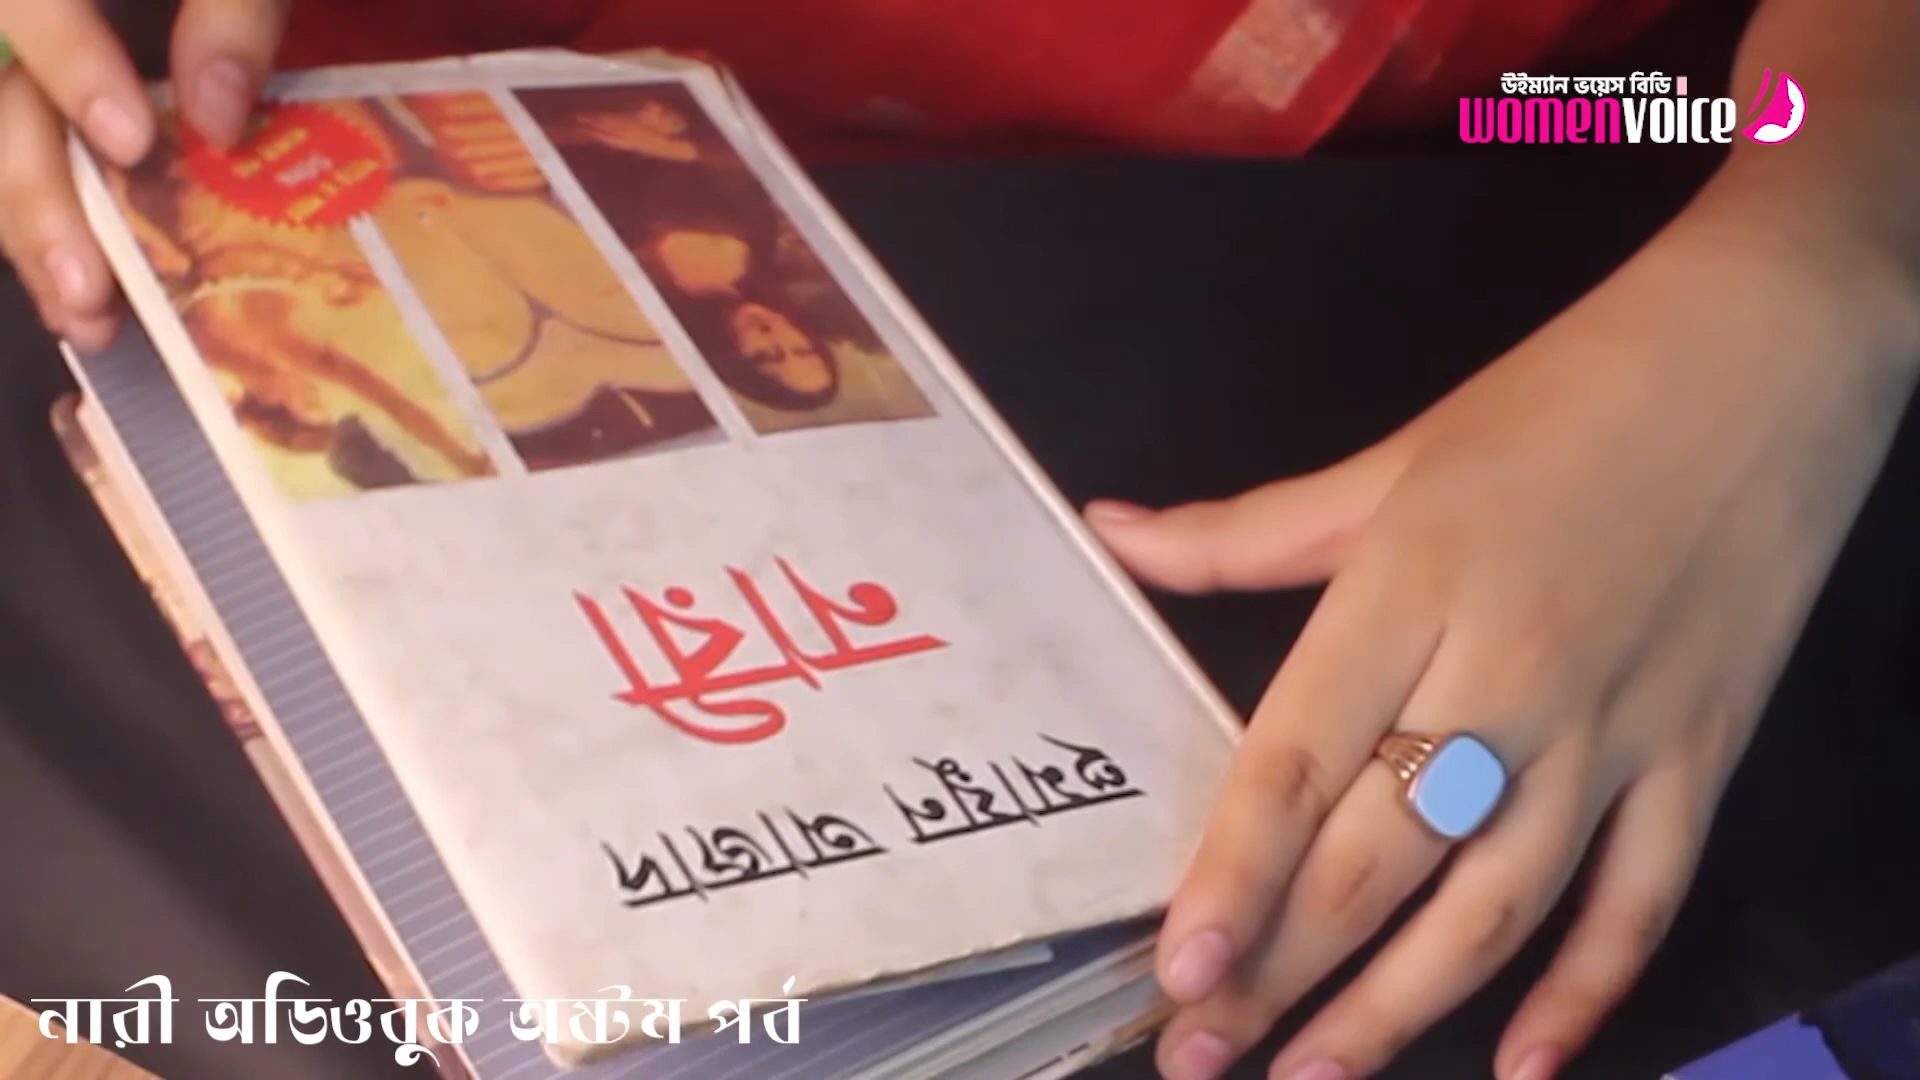 উইম্যান ভয়েস বিডি
womenvoice
নারী
হুমায়ুন আজাদ
নারী অডিওবুক অষ্টম পর্ব